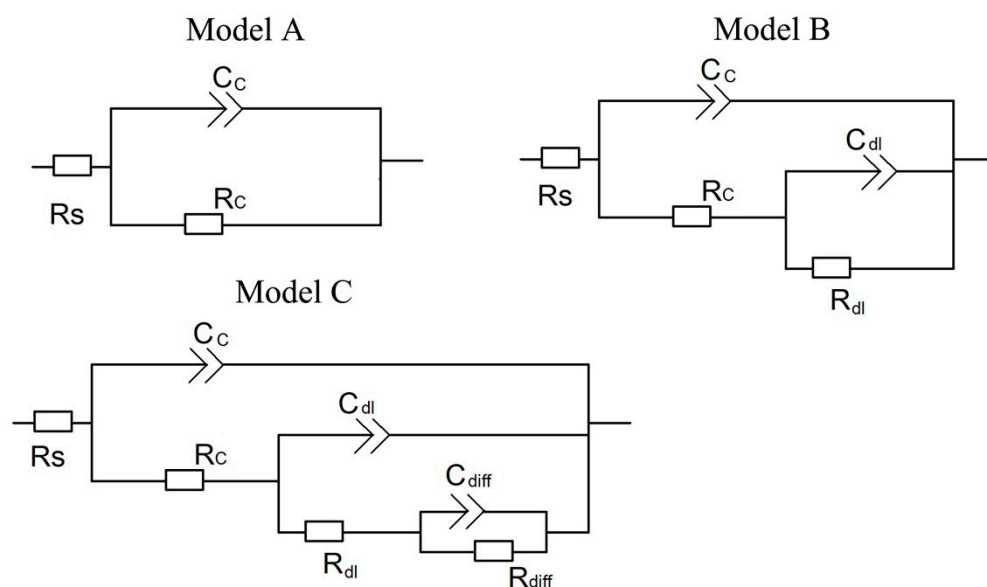 Model A
Cc
Rs
Rc
Model B
Cc
Cdl
Rs
Rc
Rdl
Model C
Cc
Cdl
Rs
Rc
Cdiff
Rdl
Rdiff